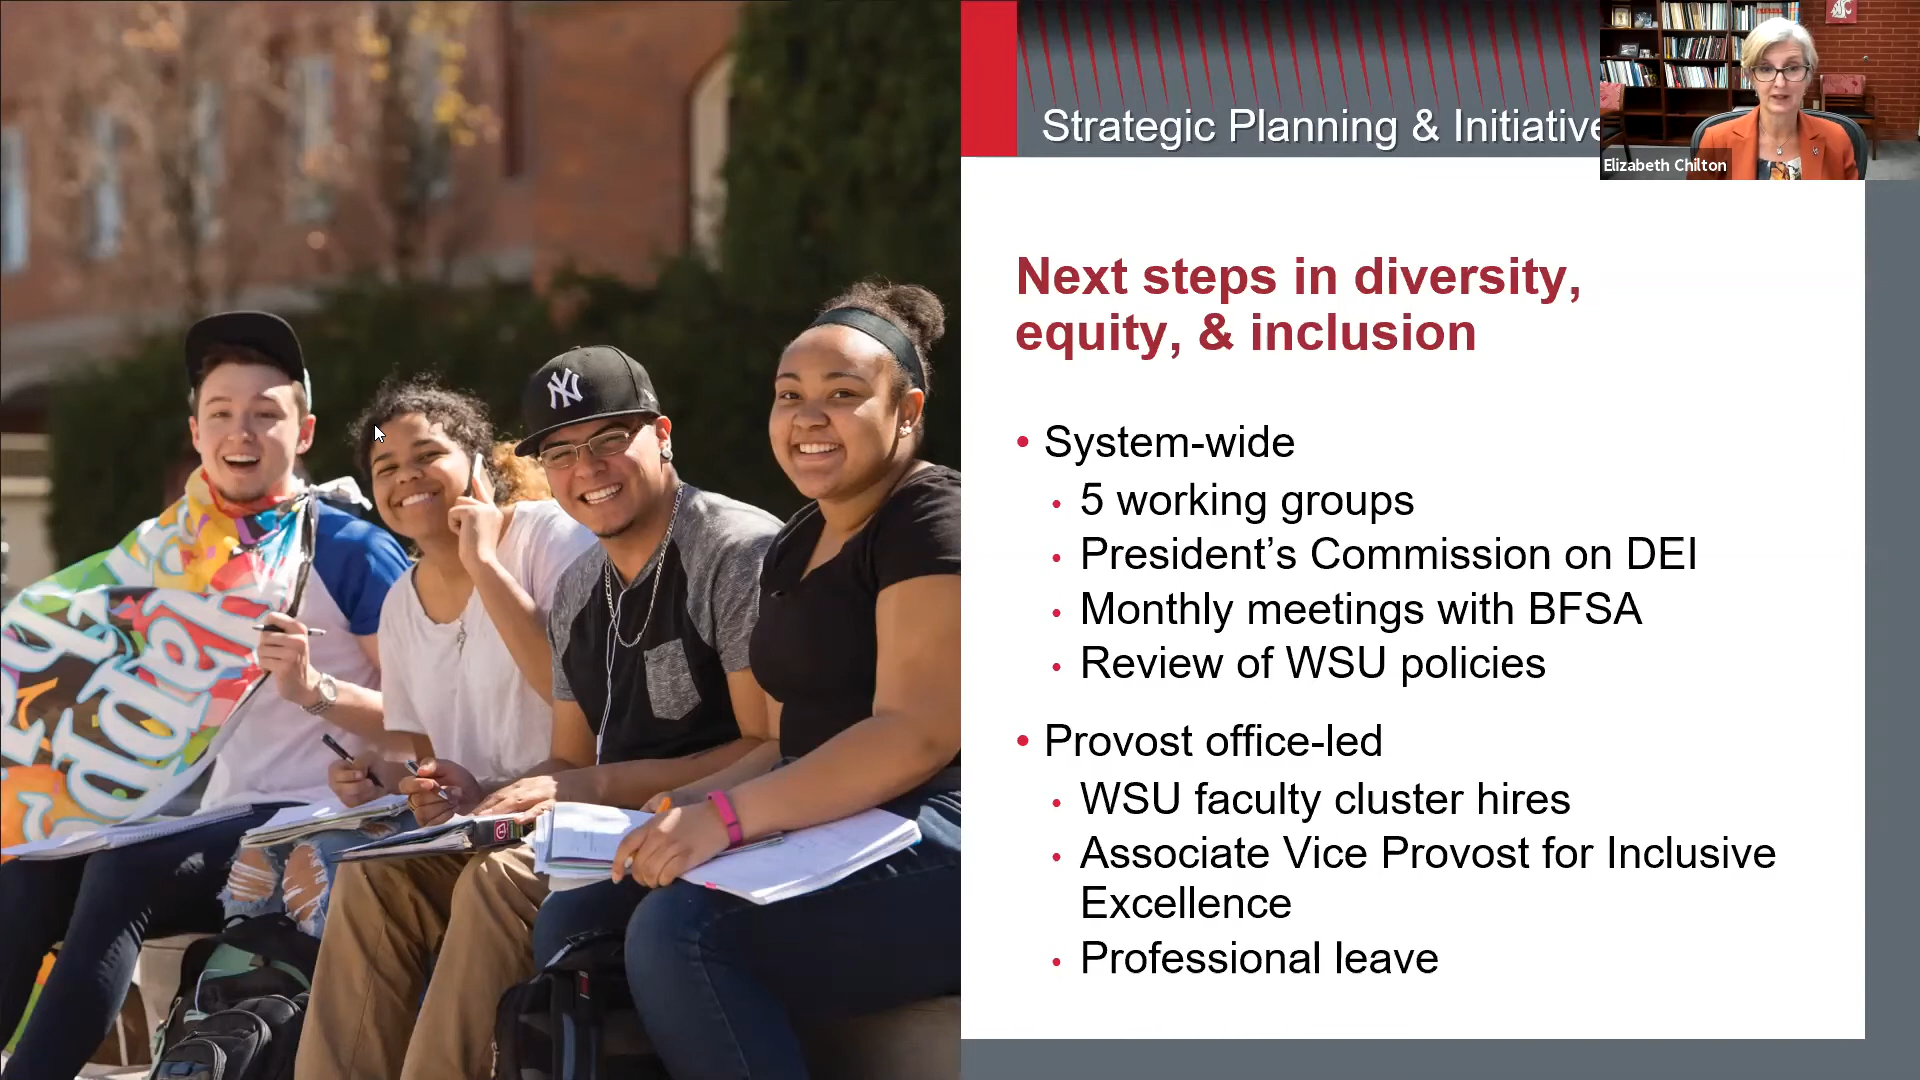 Strategic Planning & Initiative
Elizabeth Chilton
Next steps in diversity,
equity, & inclusion
• System-wide
• 5 working groups
• President’s Commission on DEI
• Monthly meetings with BFSA
• Review of WSU policies
• Provost office-led
• WSU faculty cluster hires
• Associate Vice Provost for Inclusive
Excellence
• Professional leave
NY